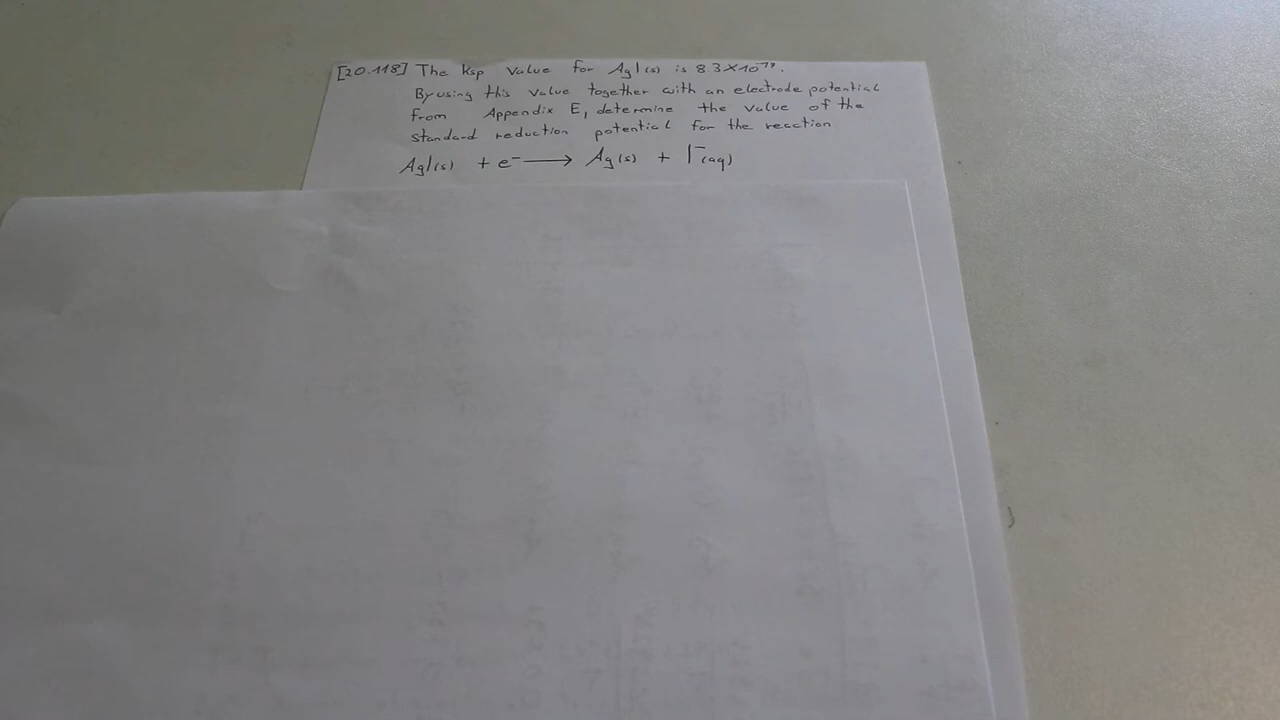 [20.118] The Ksp Value for AgI(s) is 8.3×10⁻¹⁷.
By using this value together with an electrode potential
from Appendix E, determine the value of the
standard reduction potential for the reaction
AgI(s) + e⁻ ⟶ Ag(s) + I⁻(aq)